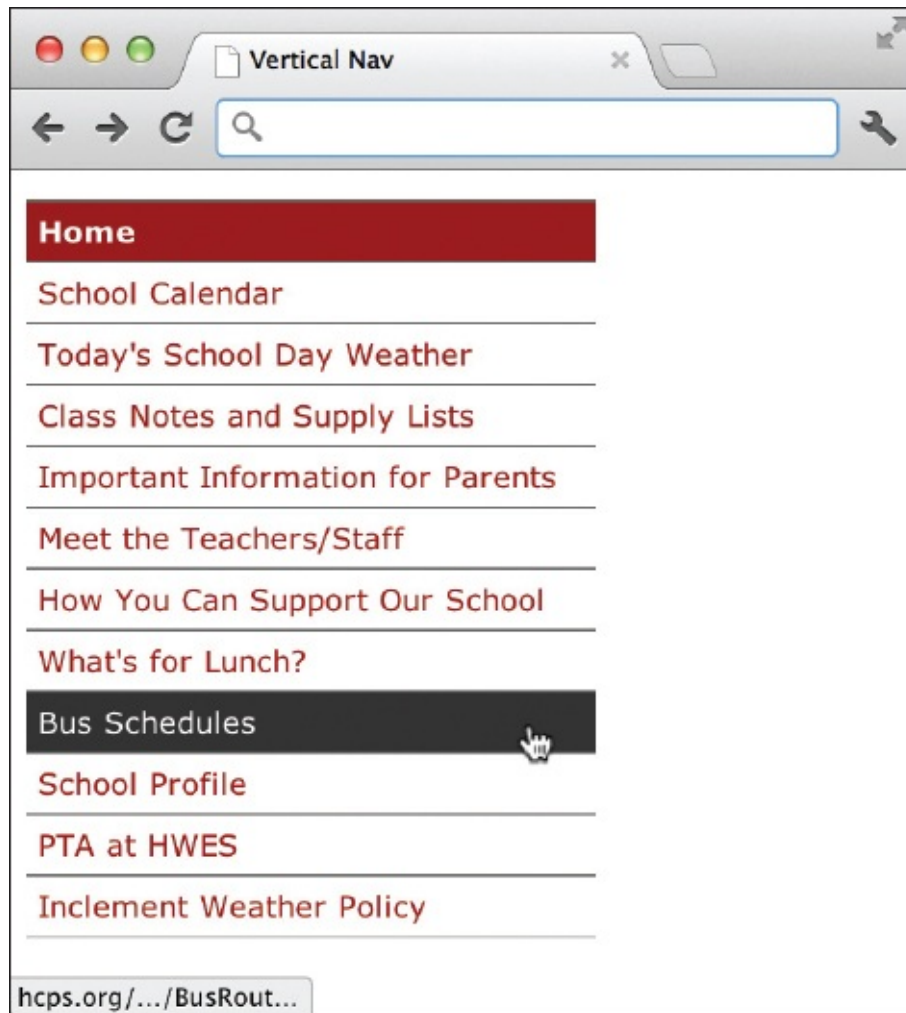 Vertical Nav
Home
School Calendar
Today's School Day Weather
Class Notes and Supply Lists
Important Information for Parents
Meet the Teachers/Staff
How You Can Support Our School
What's for Lunch?
Bus Schedules
School Profile
PTA at HWES
Inclement Weather Policy
hcps.org/.../BusRout...